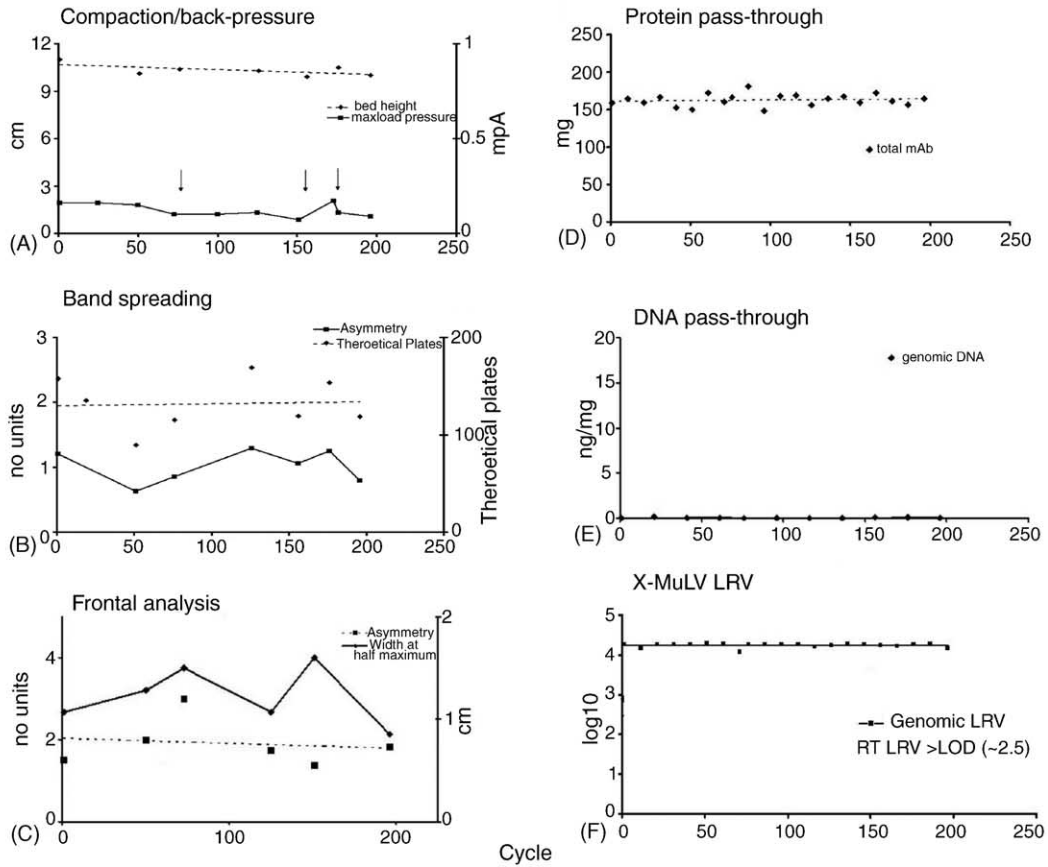 Compaction/back-pressure
12
9
6
3
0
cm
1
0.5
0
mpA
bed height
maxload pressure
0 50 100 150 200 250
(A)
Band spreading
3
2
1
0
no units
200
100
0
Theroetical plates
Asymmetry
Theroetical Plates
0 50 100 150 200 250
(B)
Frontal analysis
4
2
0
no units
2
1
0
cm
Asymmetry
Width at
half maximum
0 100 200
(C)
Protein pass-through
250
200
150
100
50
0
mg
total mAb
0 50 100 150 200 250
(D)
DNA pass-through
20
15
10
5
0
ng/mg
genomic DNA
0 50 100 150 200 250
(E)
X-MuLV LRV
5
4
3
2
1
0
log10
Genomic LRV
RT LRV >LOD (~2.5)
0 50 100 150 200 250
(F)
Cycle